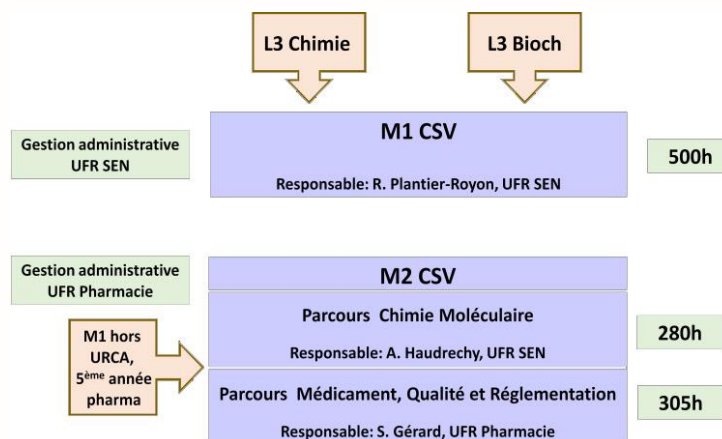 L3 Chimie
L3 Bioch
Gestion administrative
UFR SEN
M1 CSV
Responsable: R. Plantier-Royon, UFR SEN
500h
Gestion administrative
UFR Pharmacie
M2 CSV
Parcours Chimie Moléculaire
Responsable: A. Haudrechy, UFR SEN
280h
M1 hors
URCA,
5ème année
pharma
Parcours Médicament, Qualité et Réglementation
Responsable: S. Gérard, UFR Pharmacie
305h